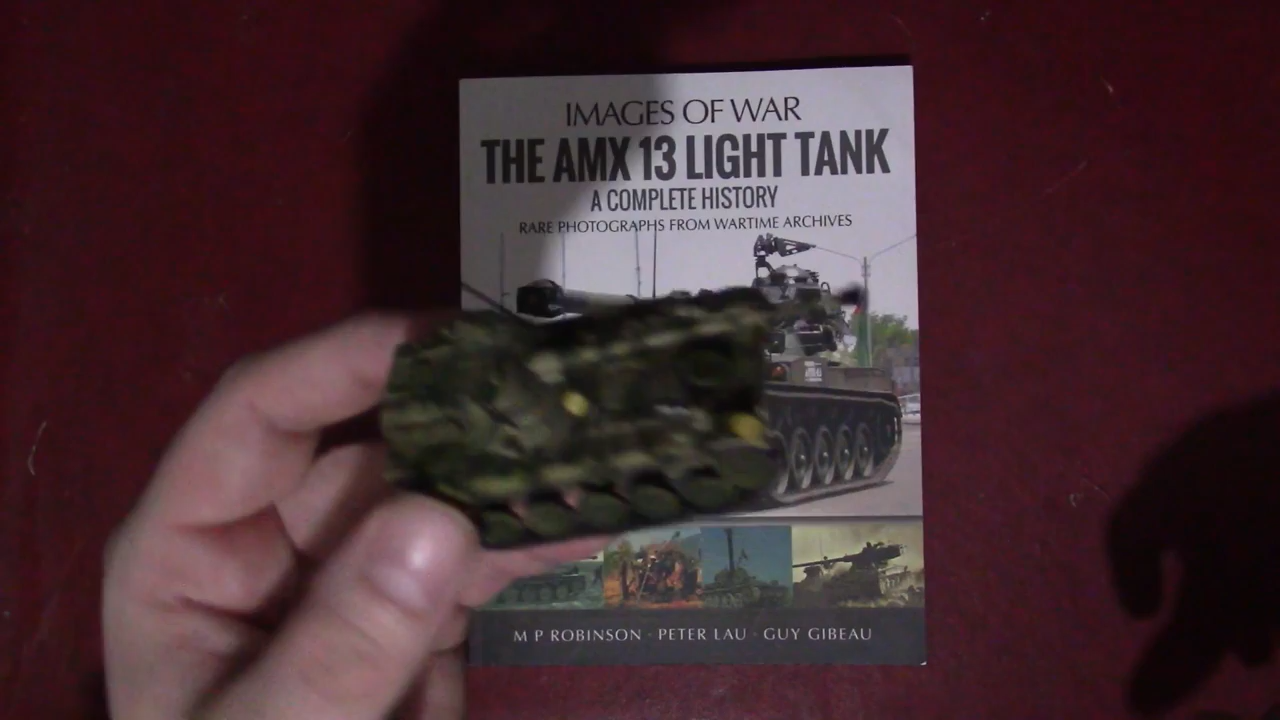 IMAGES OF WAR
THE AMX 13 LIGHT TANK
A COMPLETE HISTORY
RARE PHOTOGRAPHS FROM WARTIME ARCHIVES
M P ROBINSON · PETER LAU · GUY GIBEAU